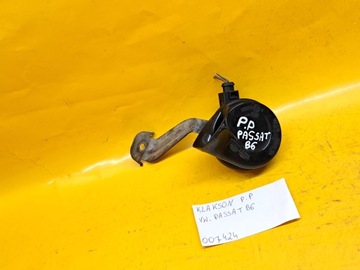 P.P
PASSAT
B6
KLAKSON P.P
VW. PASSAT B6
007424